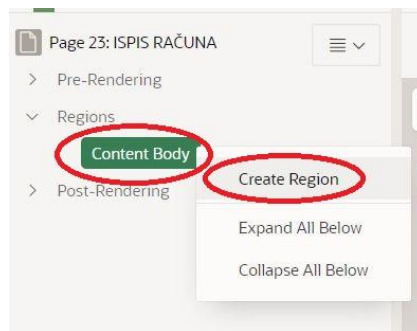 Page 23: ISPIS RAČUNA
Pre-Rendering
Regions
Content Body
Create Region
Post-Rendering
Expand All Below
Collapse All Below